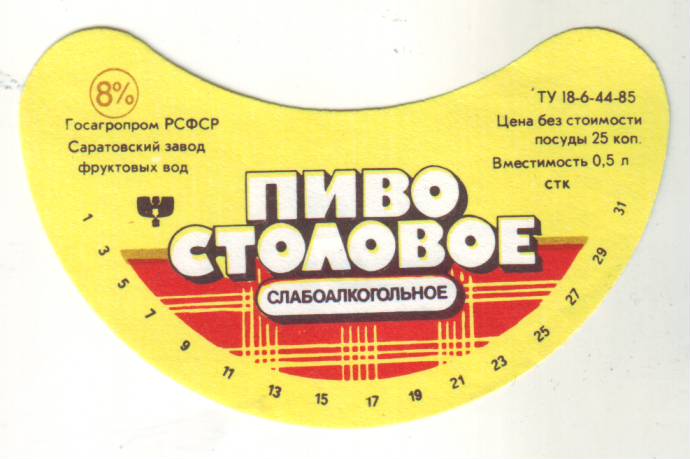 8%
Госагропром РСФСР
Саратовский завод
фруктовых вод
ТУ 18-6-44-85
Цена без стоимости
посуды 25 коп.
Вместимость 0,5 л
стк
ПИВО
СТОЛОВОЕ
СЛАБОАЛКОГОЛЬНОЕ
1 3 5 7 9 11 13 15 17 19 21 23 25 27 29 31